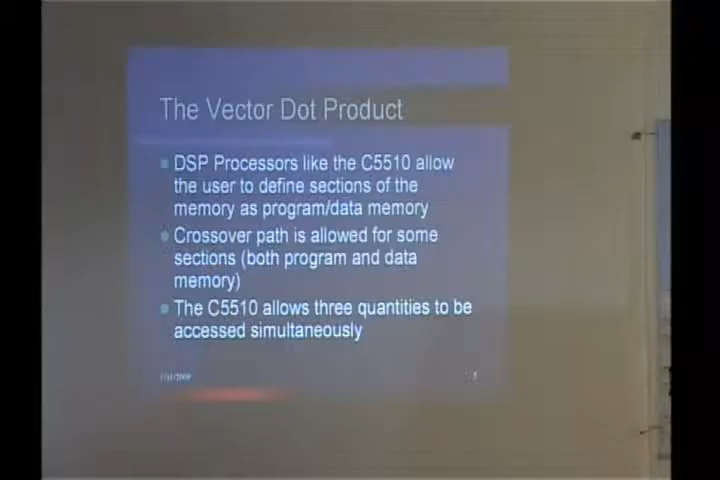 The Vector Dot Product
DSP Processors like the C5510 allow
the user to define sections of the
memory as program/data memory
Crossover path is allowed for some
sections (both program and data
memory)
The C5510 allows three quantities to be
accessed simultaneously